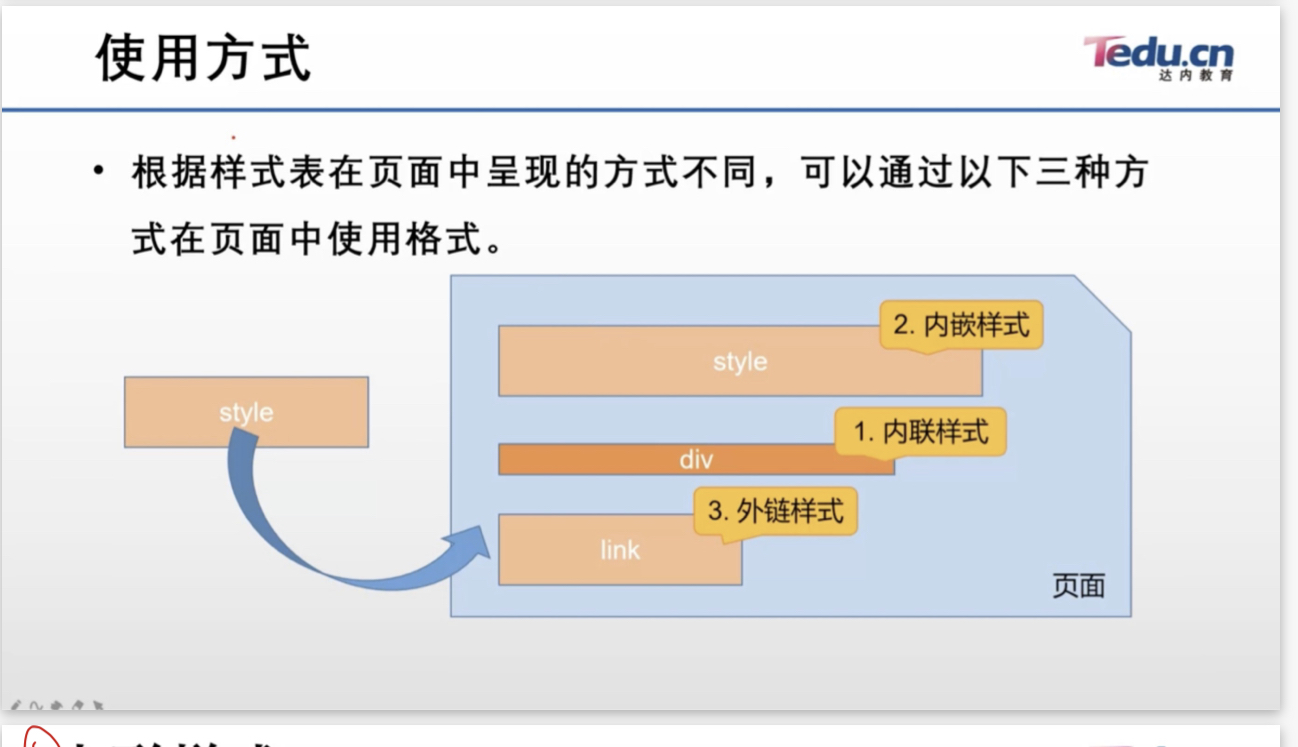 使用方式
Tedu.cn
达内教育
• 根据样式表在页面中呈现的方式不同，可以通过以下三种方
式在页面中使用格式。
2. 内嵌样式
style
style
1. 内联样式
div
3. 外链样式
link
页面